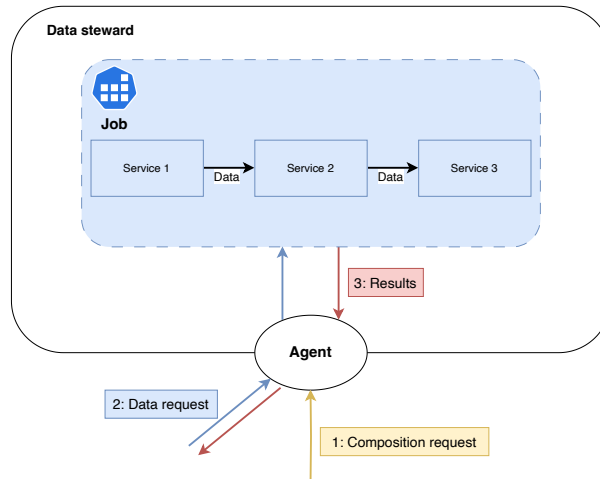 Data steward
Job
Service 1
Data
Service 2
Data
Service 3
3: Results
Agent
2: Data request
1: Composition request